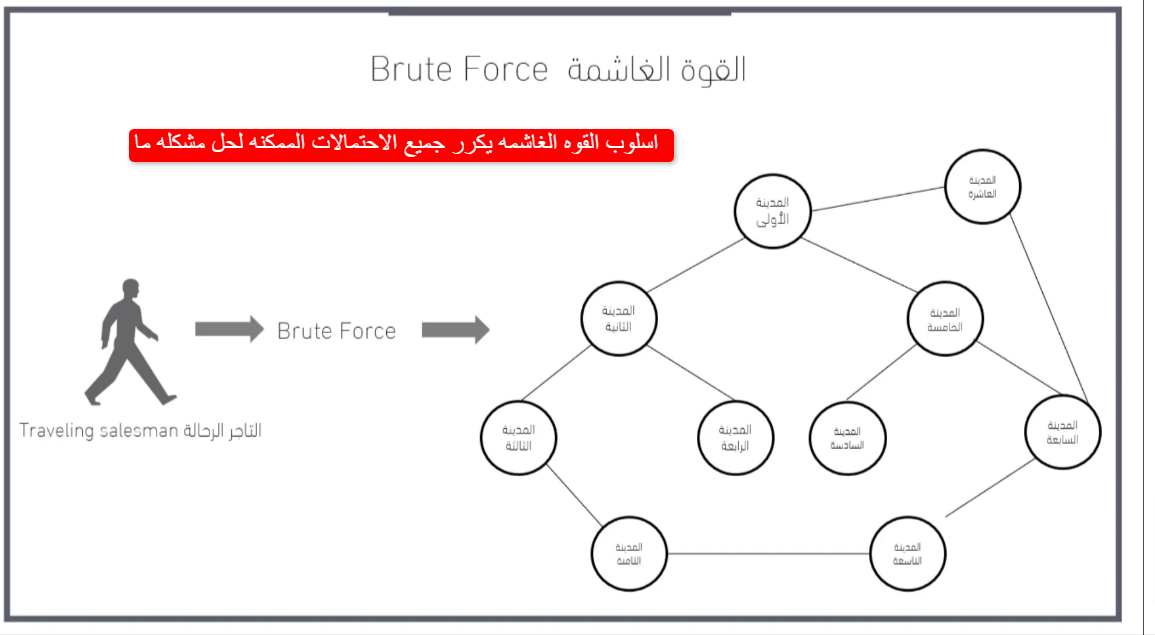 القوة الغاشمة Brute Force
اسلوب القوه الغاشمه يكرر جميع الاحتمالات الممكنه لحل مشكله ما
المدينة
العاشرة
المدينة
الأولى
المدينة
الثانية
المدينة
الخامسة
Brute Force
التاجر الرحالة Traveling salesman
المدينة
الثالثة
المدينة
الرابعة
المدينة
السادسة
المدينة
السابعة
المدينة
الثامنة
المدينة
التاسعة